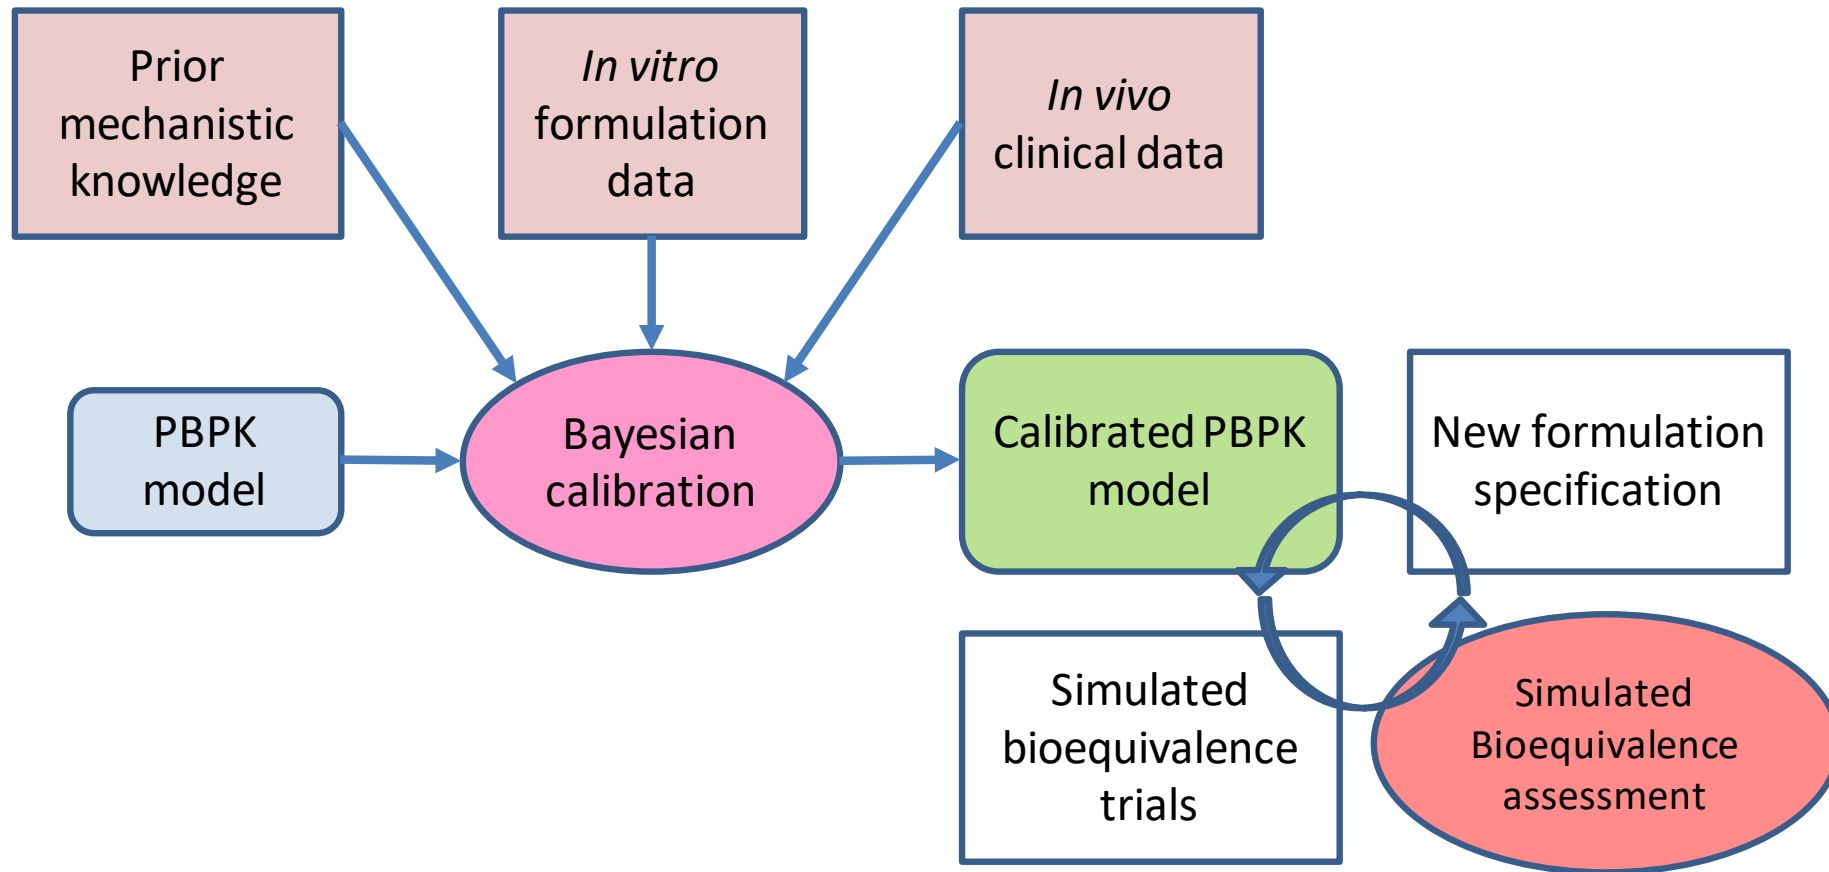 Prior
mechanistic
knowledge
In vitro
formulation
data
In vivo
clinical data
PBPK
model
Bayesian
calibration
Calibrated PBPK
model
New formulation
specification
Simulated
bioequivalence
trials
Simulated
Bioequivalence
assessment